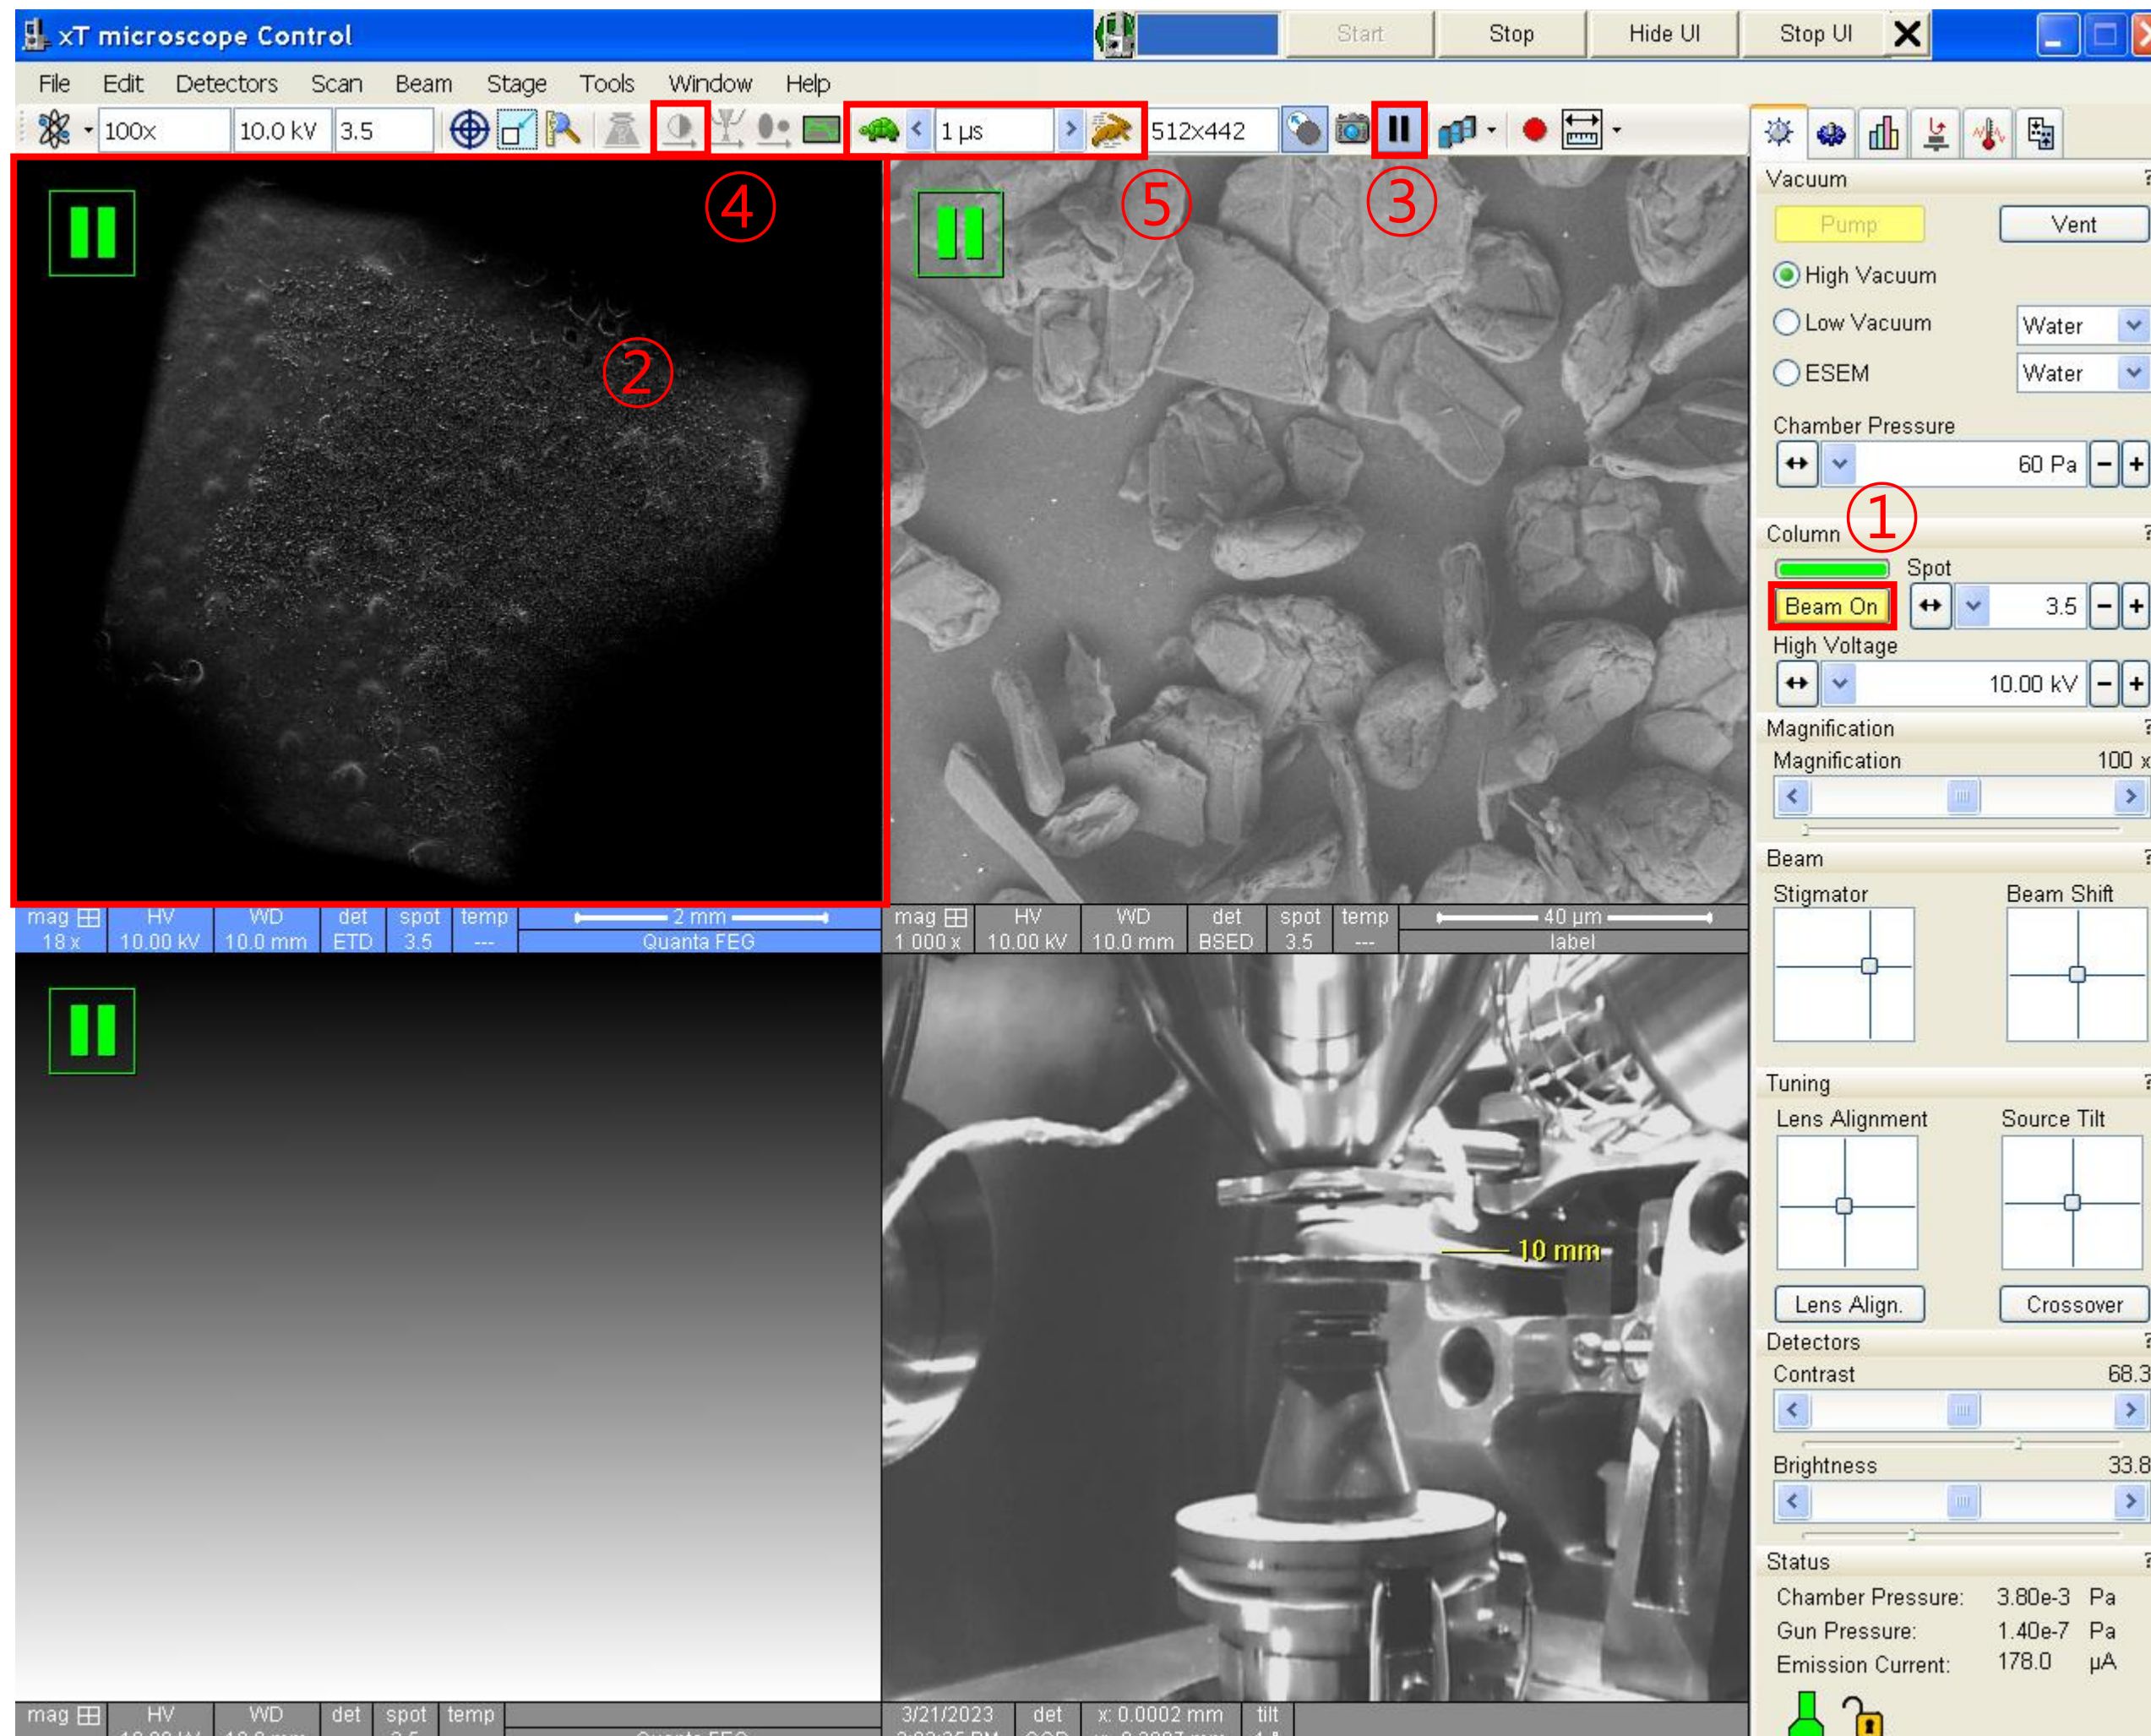 xT microscope Control
Start
Stop
Hide UI
Stop UI
File Edit Detectors Scan Beam Stage Tools Window Help
100x
10.0 kV
3.5
1 µs
512x442
④
⑤
③
②
①
Vacuum ?
Pump
Vent
High Vacuum
Low Vacuum
Water
ESEM
Water
Chamber Pressure
60 Pa
Column ?
Spot
Beam On
3.5
High Voltage
10.00 kV
Magnification ?
Magnification 100 x
Beam ?
Stigmator Beam Shift
Tuning ?
Lens Alignment Source Tilt
Lens Align. Crossover
Detectors ?
Contrast 68.3
Brightness 33.8
Status ?
Chamber Pressure: 3.80e-3 Pa
Gun Pressure: 1.40e-7 Pa
Emission Current: 178.0 µA
mag HV WD det spot temp 2 mm
18 x 10.00 kV 10.0 mm ETD 3.5 --- Quanta FEG
mag HV WD det spot temp 40 µm
1 000 x 10.00 kV 10.0 mm BSED 3.5 --- label
10 mm
mag HV WD det spot temp
3/21/2023 det x: 0.0002 mm tilt